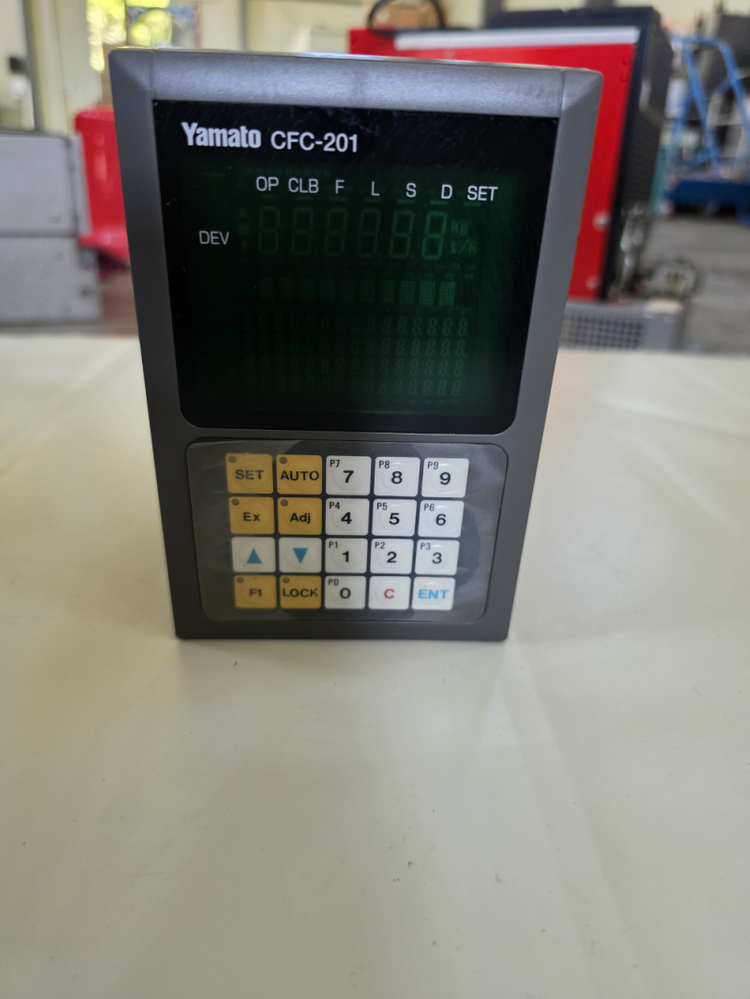 Yamato CFC-201
OP CLB F L S D SET
DEV
SET AUTO P7 7 P8 8 P9 9
Ex Adj P4 4 P5 5 P6 6
P1 1 P2 2 P3 3
F1 LOCK P0 0 C ENT